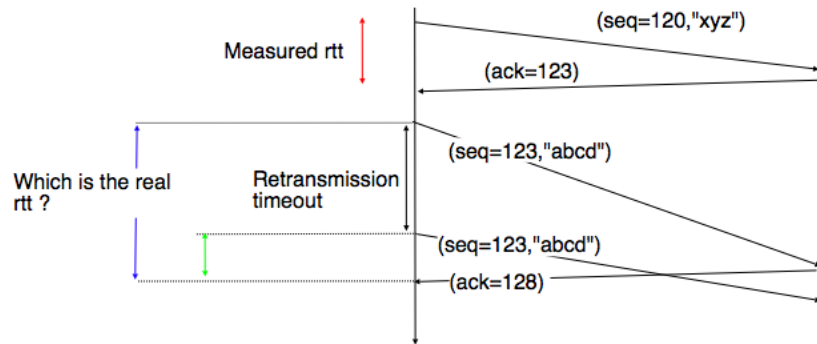 (seq=120,"xyz")
Measured rtt
(ack=123)
(seq=123,"abcd")
Which is the real
rtt ?
Retransmission
timeout
(seq=123,"abcd")
(ack=128)